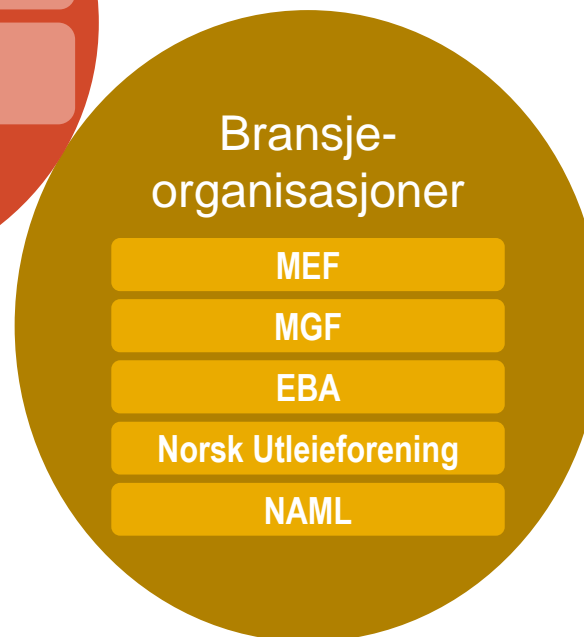 Bransje-
organisasjoner
MEF
MGF
EBA
Norsk Utleieforening
NAML